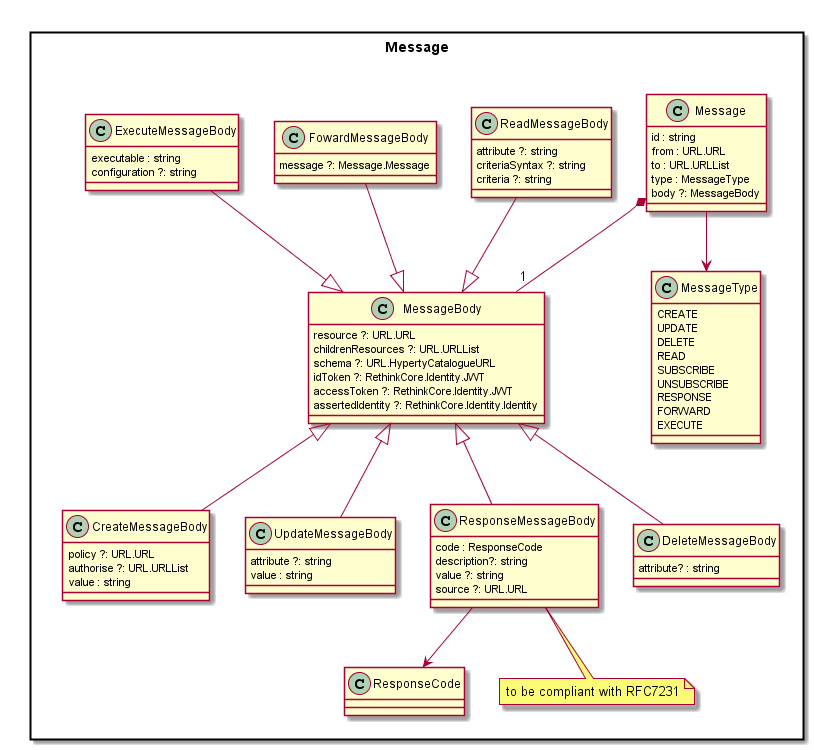 Message
C ExecuteMessageBody
executable : string
configuration ?: string
C FowardMessageBody
message ?: Message.Message
C ReadMessageBody
attribute ?: string
criteriaSyntax ?: string
criteria ?: string
C Message
id : string
from : URL.URL
to : URL.URLList
type : MessageType
body ?: MessageBody
1
C MessageBody
resource ?: URL.URL
childrenResources ?: URL.URLList
schema ?: URL.HypertyCatalogueURL
idToken ?: RethinkCore.Identity.JWT
accessToken ?: RethinkCore.Identity.JWT
assertedIdentity ?: RethinkCore.Identity.Identity
C MessageType
CREATE
UPDATE
DELETE
READ
SUBSCRIBE
UNSUBSCRIBE
RESPONSE
FORWARD
EXECUTE
C CreateMessageBody
policy ?: URL.URL
authorise ?: URL.URLList
value : string
C UpdateMessageBody
attribute ?: string
value : string
C ResponseMessageBody
code : ResponseCode
description?: string
value ?: string
source ?: URL.URL
C DeleteMessageBody
attribute? : string
C ResponseCode
to be compliant with RFC7231